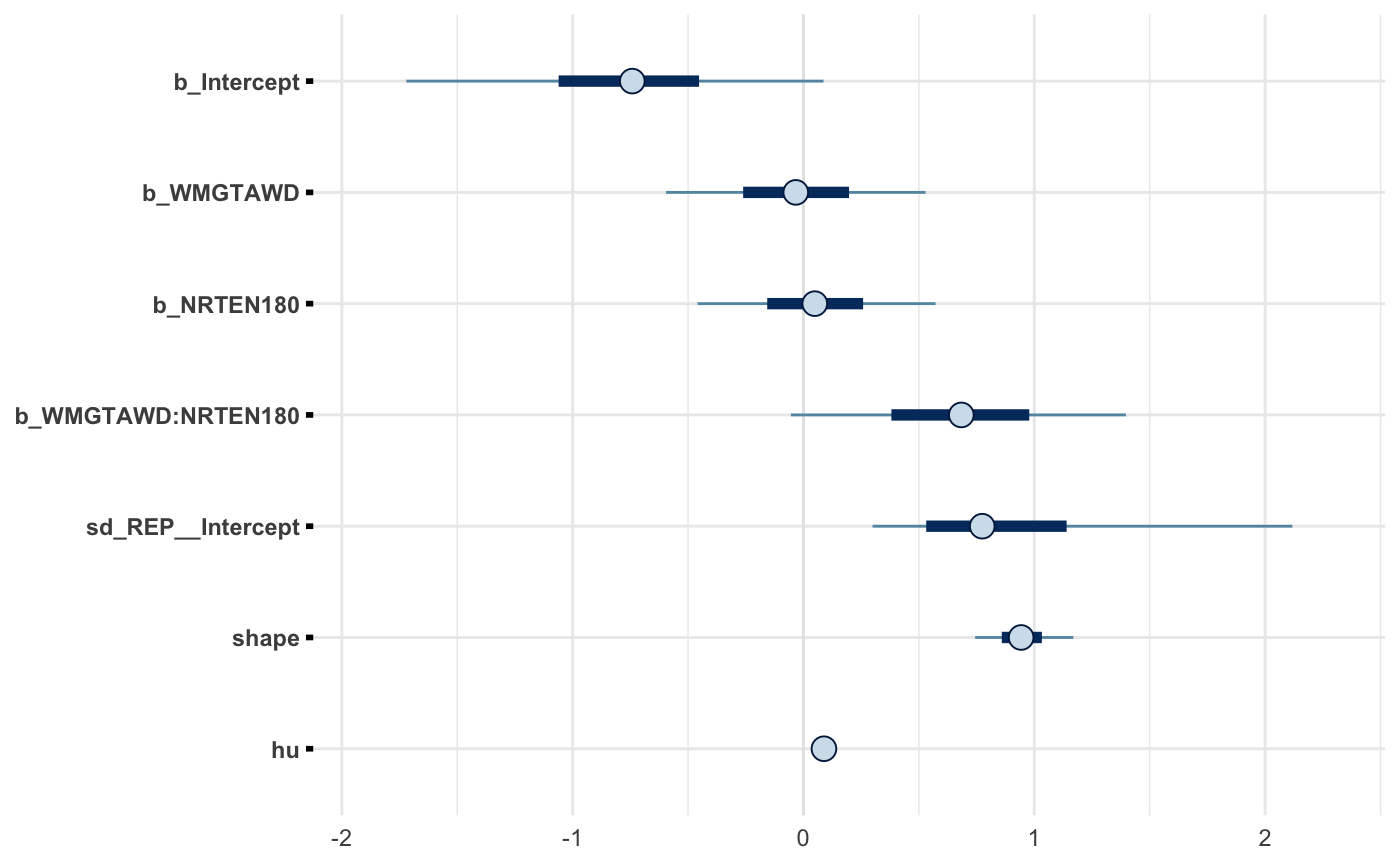 b_Intercept
b_WMGTAWD
b_NRTEN180
b_WMGTAWD:NRTEN180
sd_REP__Intercept
shape
hu
-2 -1 0 1 2